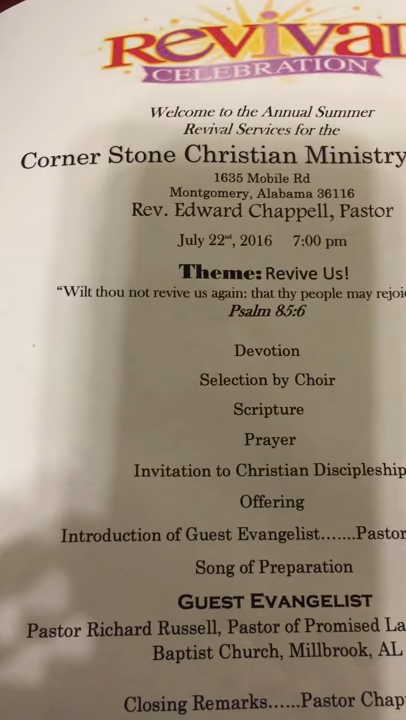 Revival
CELEBRATION
Welcome to the Annual Summer
Revival Services for the
Corner Stone Christian Ministry
1635 Mobile Rd
Montgomery, Alabama 36116
Rev. Edward Chappell, Pastor
July 22nd, 2016 7:00 pm
Theme: Revive Us!
“Wilt thou not revive us again: that thy people may
Psalm 85:6
Devotion
Selection by Choir
Scripture
Prayer
Invitation to Christian Discipleship
Offering
Introduction of Guest Evangelist.......Pastor
Song of Preparation
GUEST EVANGELIST
Pastor Richard Russell, Pastor of Promised
Baptist Church, Millbrook, AL
Closing Remarks......Pastor